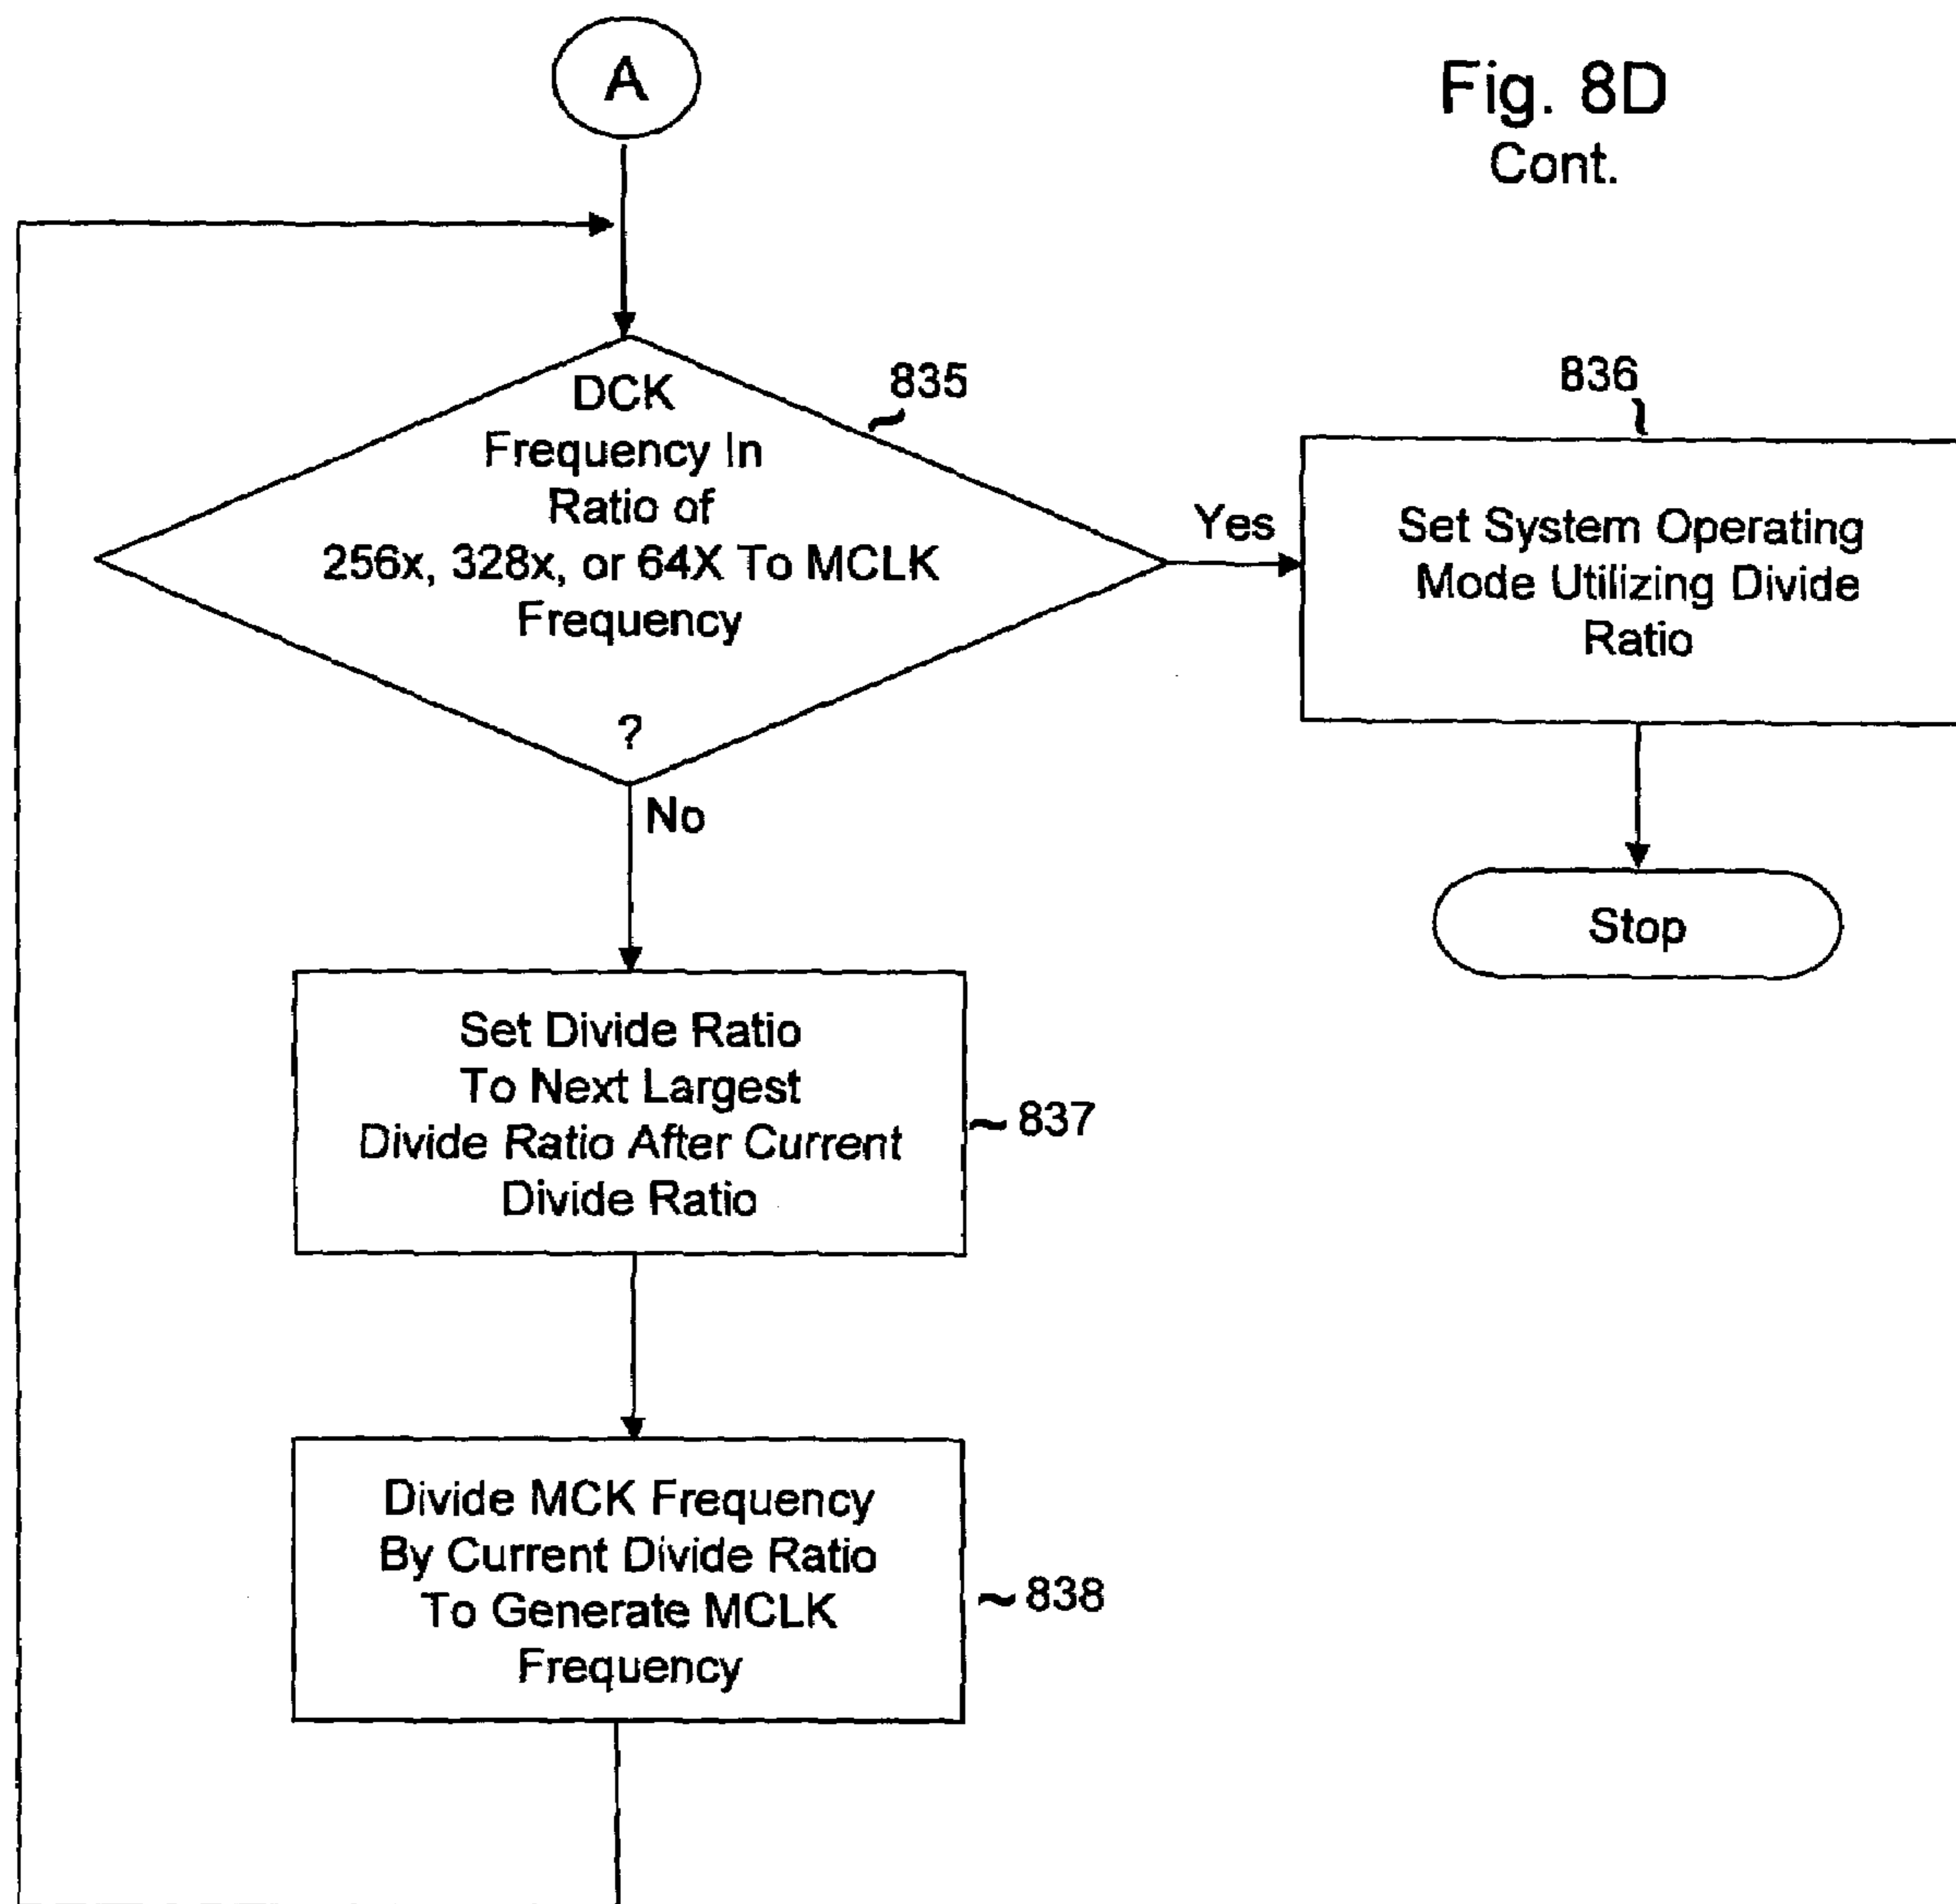 A
Fig. 8D
Cont.
835
DCK
Frequency In
Ratio of
256x, 328x, or 64X To MCLK
Frequency
?
Yes
No
836
Set System Operating
Mode Utilizing Divide
Ratio
Stop
Set Divide Ratio
To Next Largest
Divide Ratio After Current
Divide Ratio
~837
Divide MCK Frequency
By Current Divide Ratio
To Generate MCLK
Frequency
~838